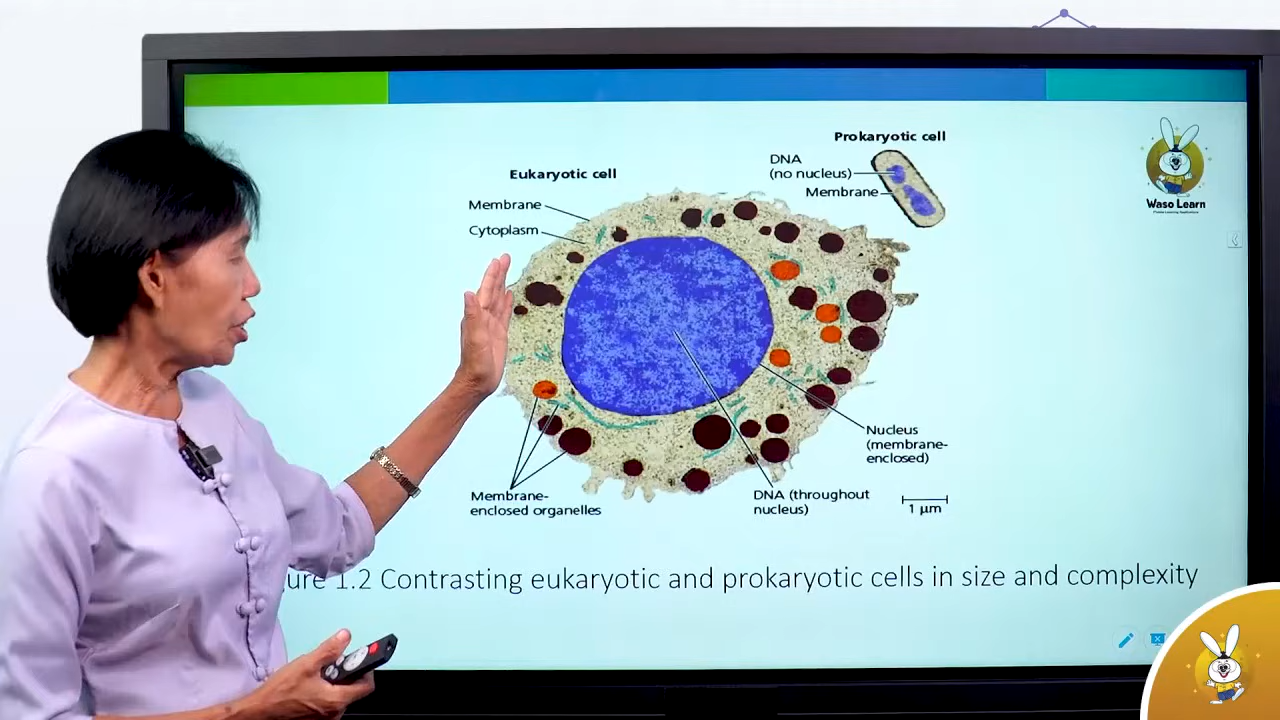 Prokaryotic cell
DNA
(no nucleus)
Membrane
Eukaryotic cell
Membrane
Cytoplasm
Waso Learn
Nucleus
(membrane-
enclosed)
Membrane-
enclosed organelles
DNA (throughout
nucleus)
1 µm
ure 1.2 Contrasting eukaryotic and prokaryotic cells in size and complexity